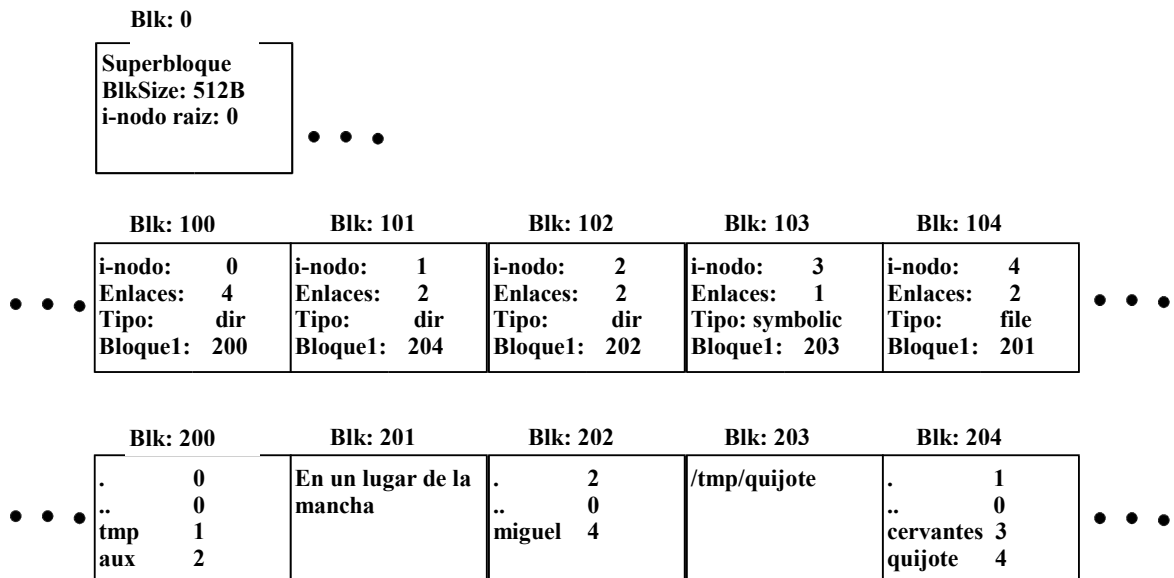 Blk: 0
Superbloque
BlkSize: 512B
i-nodo raiz: 0
Blk: 100
Blk: 101
Blk: 102
Blk: 103
Blk: 104
i-nodo: 0
Enlaces: 4
Tipo: dir
Bloque1: 200
i-nodo: 1
Enlaces: 2
Tipo: dir
Bloque1: 204
i-nodo: 2
Enlaces: 2
Tipo: dir
Bloque1: 202
i-nodo: 3
Enlaces: 1
Tipo: symbolic
Bloque1: 203
i-nodo: 4
Enlaces: 2
Tipo: file
Bloque1: 201
Blk: 200
Blk: 201
Blk: 202
Blk: 203
Blk: 204
. 0
.. 0
tmp 1
aux 2
En un lugar de la
mancha
. 2
.. 0
miguel 4
/tmp/quijote
. 1
.. 0
cervantes 3
quijote 4